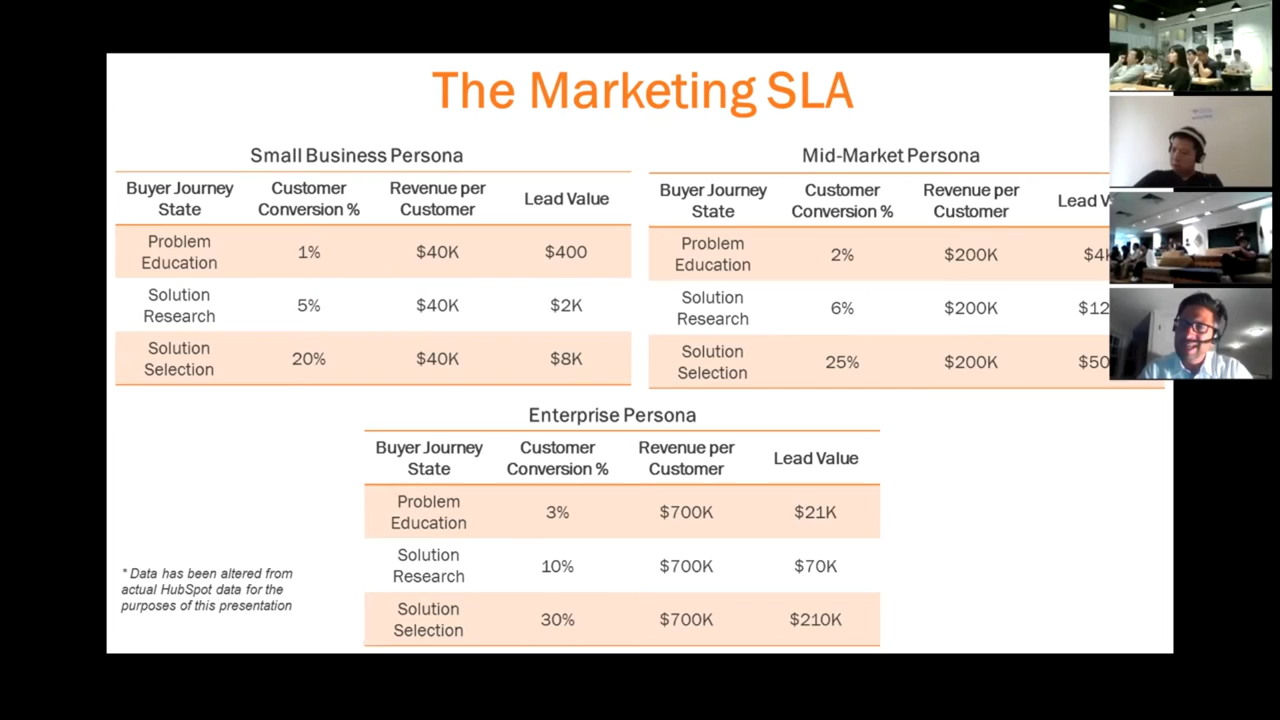 The Marketing SLA
Small Business Persona
Buyer Journey State Customer Conversion % Revenue per Customer Lead Value
Problem Education 1% $40K $400
Solution Research 5% $40K $2K
Solution Selection 20% $40K $8K
Mid-Market Persona
Buyer Journey State Customer Conversion % Revenue per Customer Lead
Problem Education 2% $200K
Solution Research 6% $200K
Solution Selection 25% $200K
Enterprise Persona
Buyer Journey State Customer Conversion % Revenue per Customer Lead Value
Problem Education 3% $700K $21K
Solution Research 10% $700K $70K
Solution Selection 30% $700K $210K
* Data has been altered from
actual HubSpot data for the
purposes of this presentation